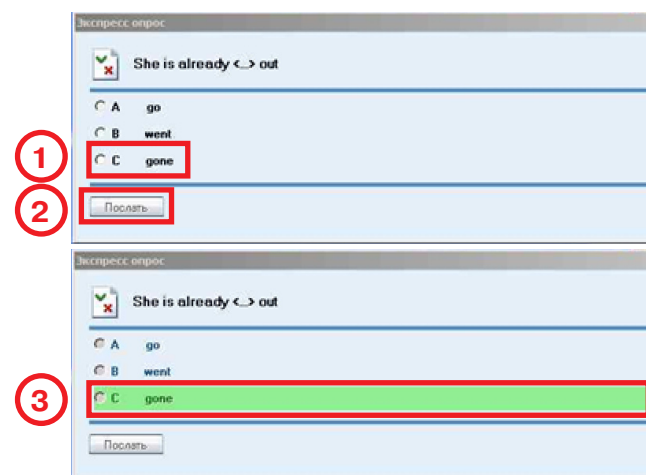 Экспресс опрос
She is already <...> out
A go
B went
1 C gone
2 Послать
Экспресс опрос
She is already <...> out
A go
B went
3 C gone
Послать